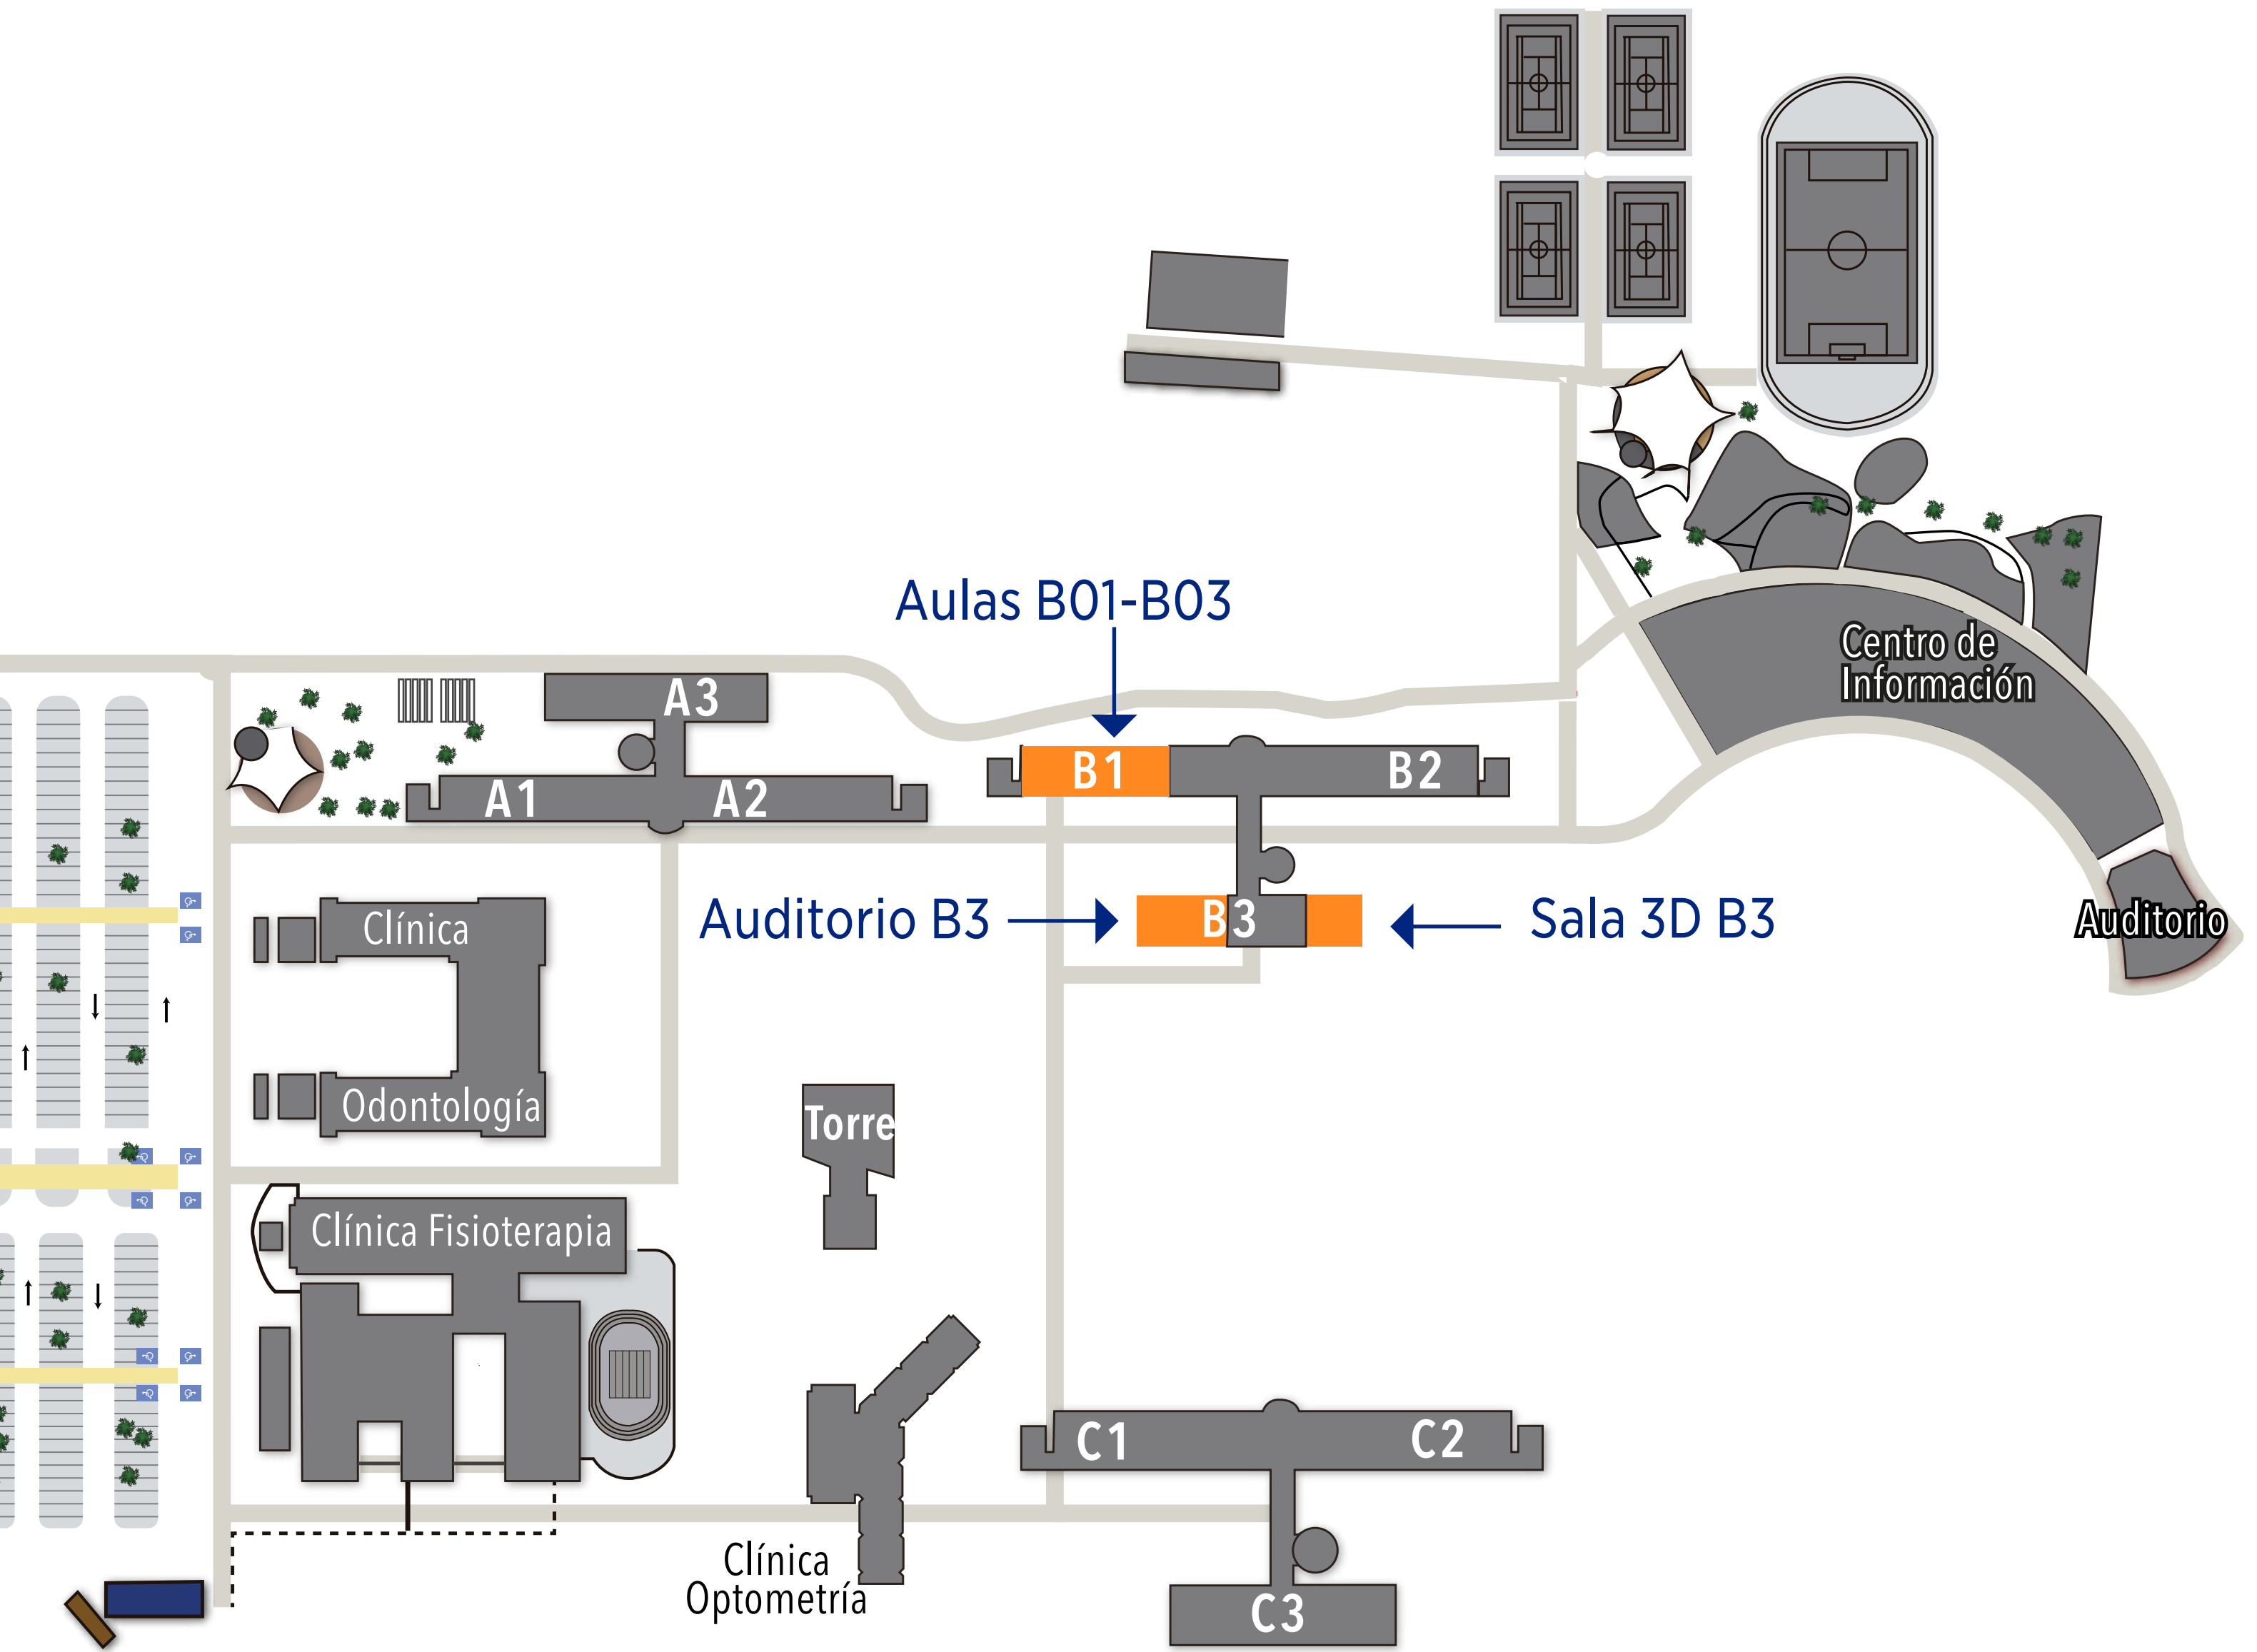 Aulas B01-B03
Centro de
Información
A3
B1
B2
A1
A2
Auditorio B3
B3
Sala 3D B3
Auditorio
Clínica
Odontología
Torre
Clínica Fisioterapia
C1
C2
Clínica
Optometría
C3